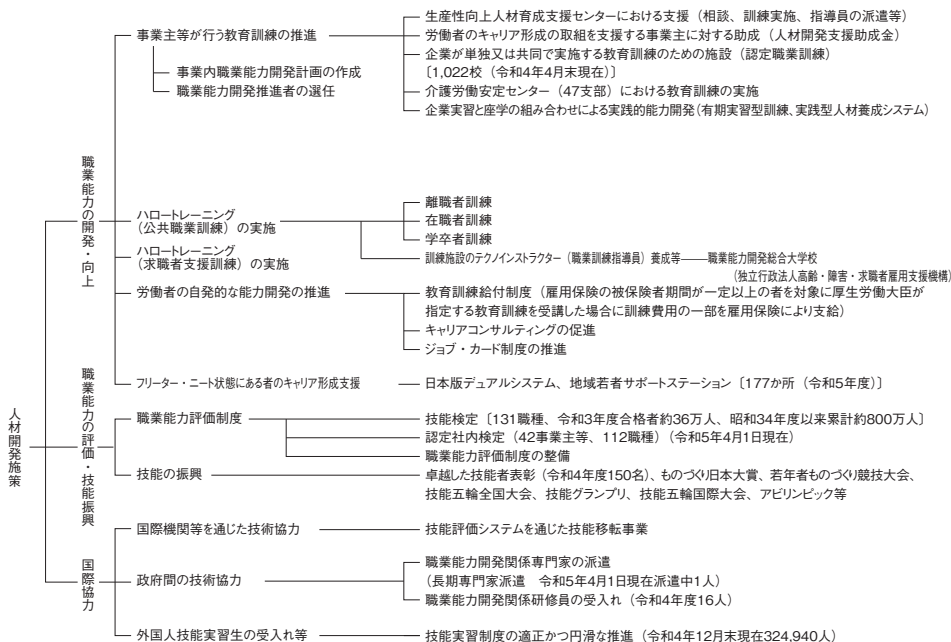 人材開発施策
職業能力の開発・向上
事業主等が行う教育訓練の推進
事業内職業能力開発計画の作成
職業能力開発推進者の選任
生産性向上人材育成支援センターにおける支援（相談、訓練実施、指導員の派遣等）
労働者のキャリア形成の取組を支援する事業主に対する助成（人材開発支援助成金）
企業が単独又は共同で実施する教育訓練のための施設（認定職業訓練）
〔1,022校（令和4年4月末現在）〕
介護労働安定センター（47支部）における教育訓練の実施
企業実習と座学の組み合わせによる実践的能力開発（有期実習型訓練、実践型人材養成システム）
ハロートレーニング
（公共職業訓練）の実施
離職者訓練
在職者訓練
学卒者訓練
訓練施設のテクノインストラクター（職業訓練指導員）養成等――職業能力開発総合大学校
（独立行政法人高齢・障害・求職者雇用支援機構）
ハロートレーニング
（求職者支援訓練）の実施
労働者の自発的な能力開発の推進
教育訓練給付制度（雇用保険の被保険者期間が一定以上の者を対象に厚生労働大臣が
指定する教育訓練を受講した場合に訓練費用の一部を雇用保険により支給）
キャリアコンサルティングの促進
ジョブ・カード制度の推進
フリーター・ニート状態にある者のキャリア形成支援
日本版デュアルシステム、地域若者サポートステーション〔177か所（令和5年度）〕
職業能力の評価・技能振興
職業能力評価制度
技能検定〔131職種、令和3年度合格者約36万人、昭和34年度以来累計約800万人〕
認定社内検定（42事業主等、112職種）（令和5年4月1日現在）
職業能力評価制度の整備
技能の振興
卓越した技能者表彰（令和4年度150名）、ものづくり日本大賞、若年者ものづくり競技大会、
技能五輪全国大会、技能グランプリ、技能五輪国際大会、アビリンピック等
国際協力
国際機関等を通じた技術協力
技能評価システムを通じた技能移転事業
政府間の技術協力
職業能力開発関係専門家の派遣
（長期専門家派遣　令和5年4月1日現在派遣中1人）
職業能力開発関係研修員の受入れ（令和4年度16人）
外国人技能実習生の受入れ等
技能実習制度の適正かつ円滑な推進（令和4年12月末現在324,940人）